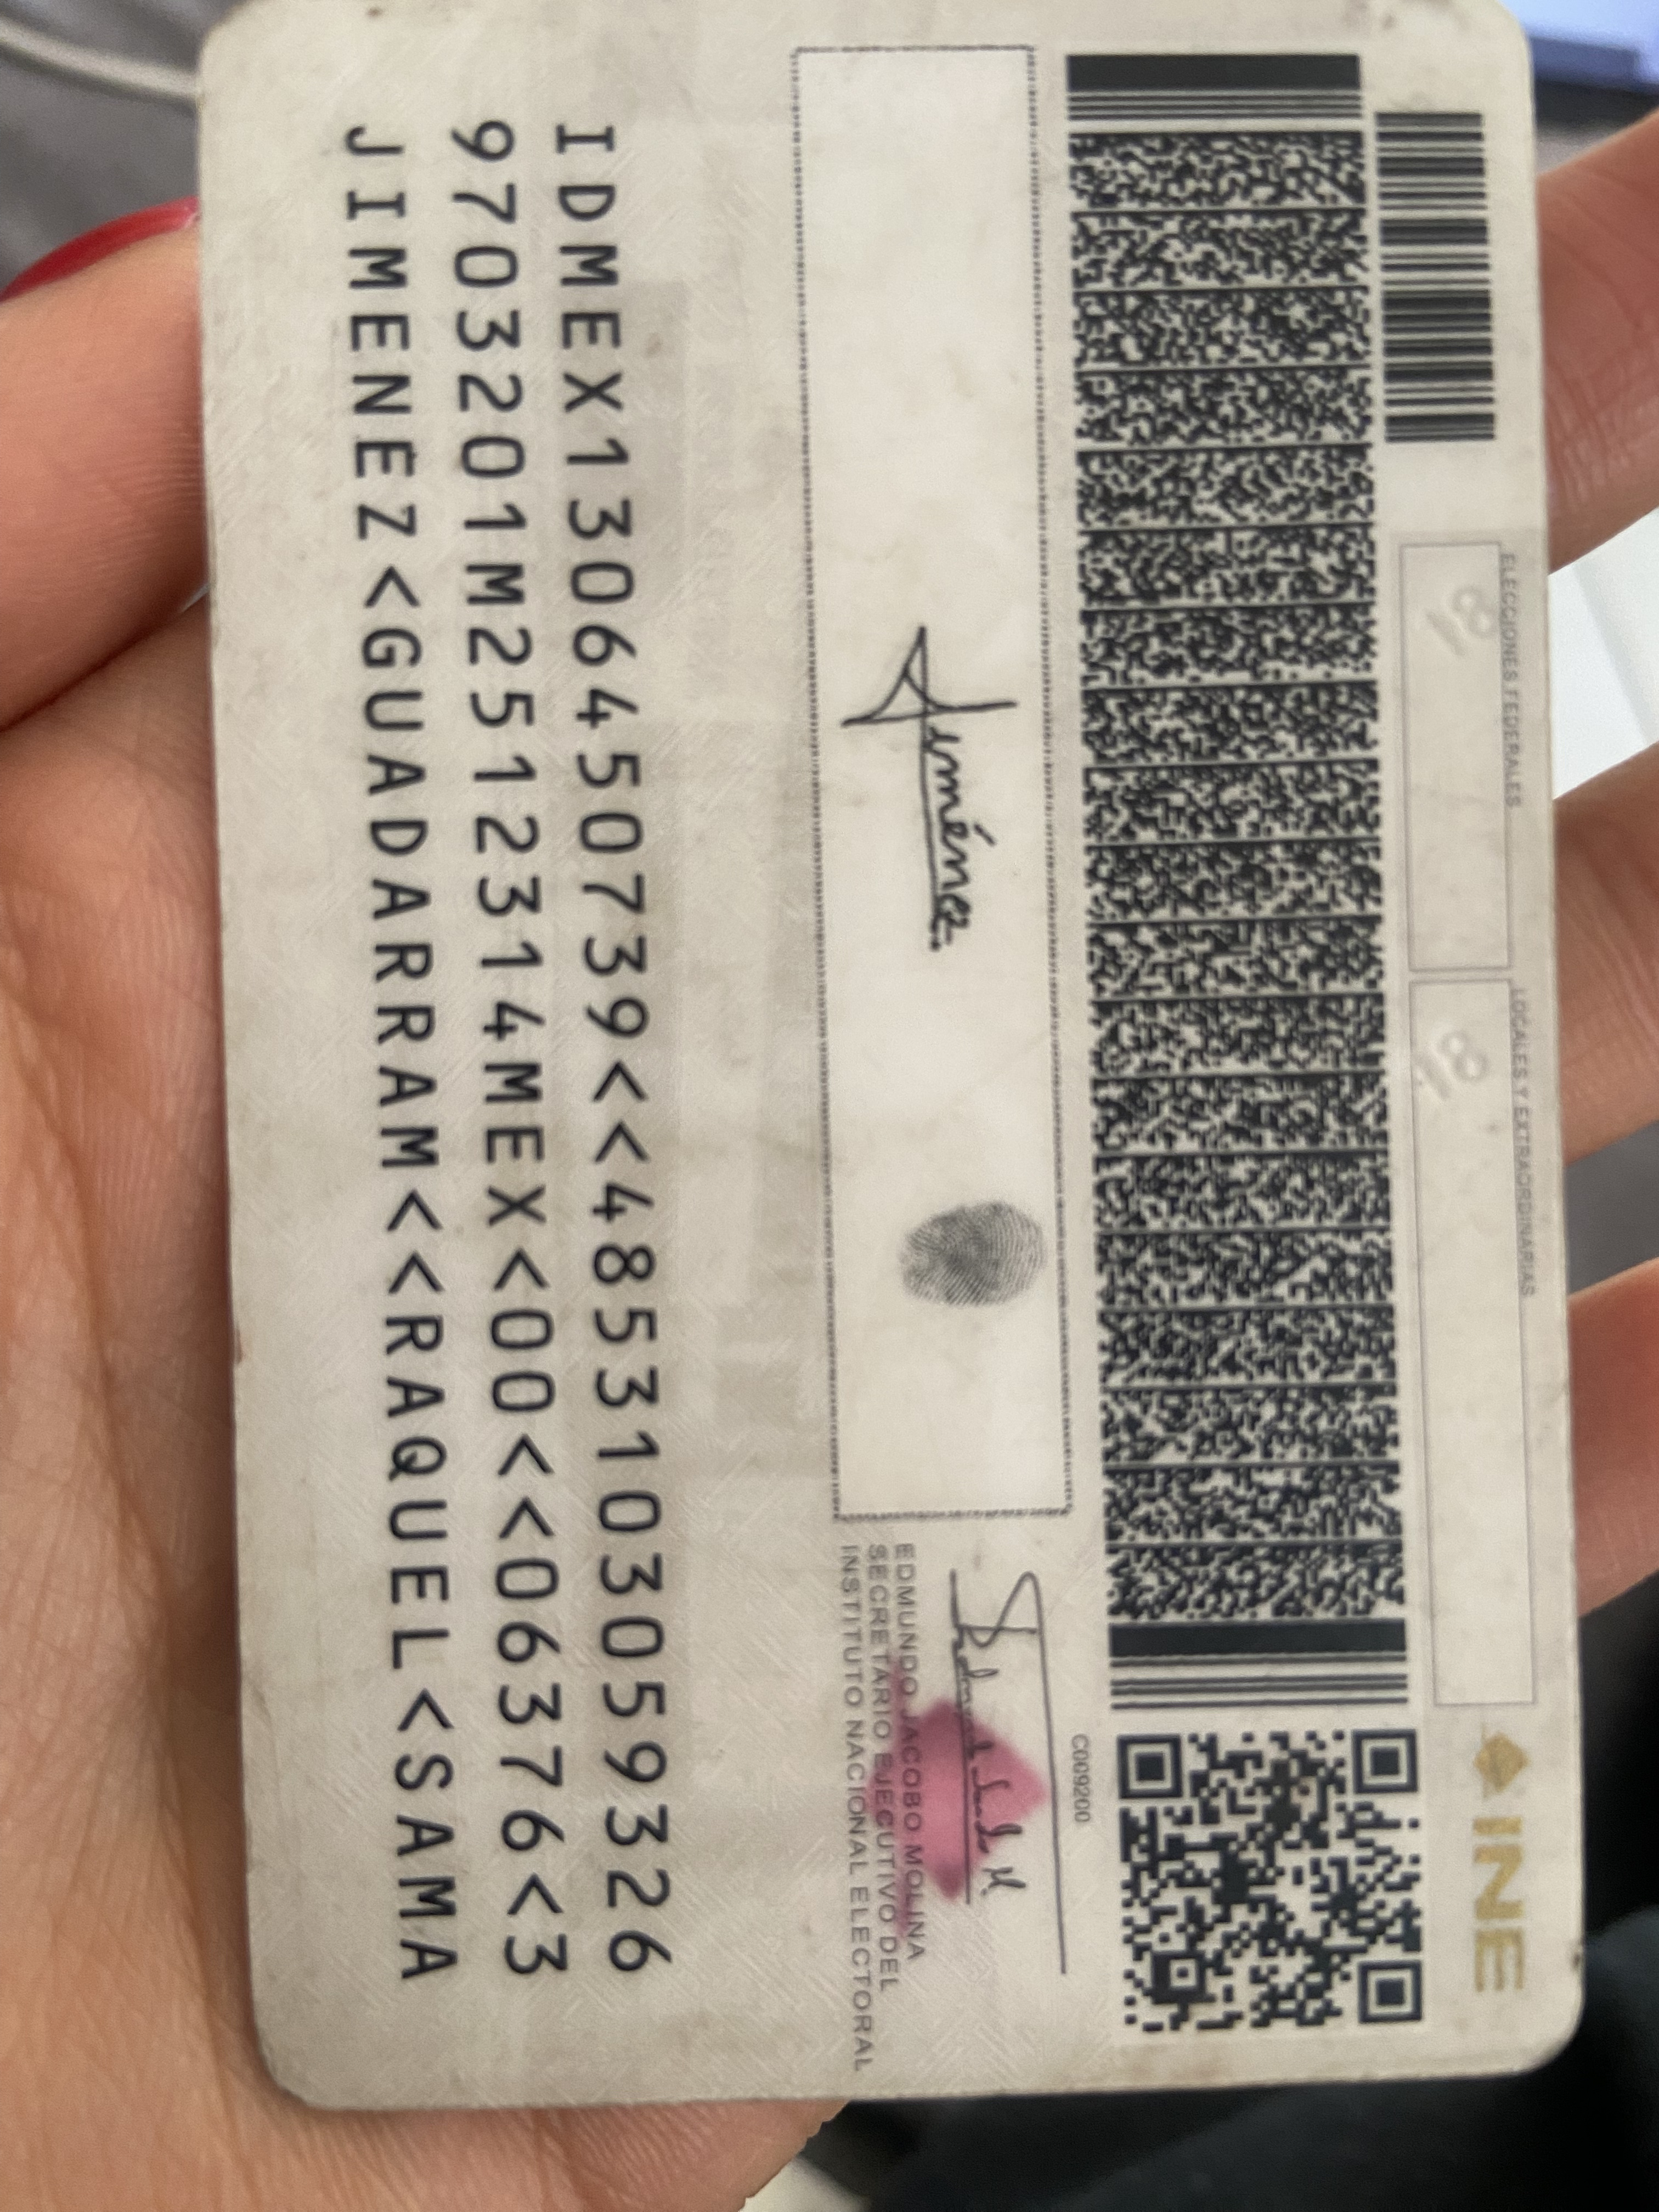 ELECCIONES FEDERALES
LOCALES Y EXTRAORDINARIAS
INE
18
18
C009200
Jiménez
EDMUNDO JACOBO MOLINA
SECRETARIO EJECUTIVO DEL
INSTITUTO NACIONAL ELECTORAL
IDMEX1306450739<<4853103059326
9703201M2512314MEX<00<<06376<3
JIMENEZ<GUADARRAM<<RAQUEL<SAMA